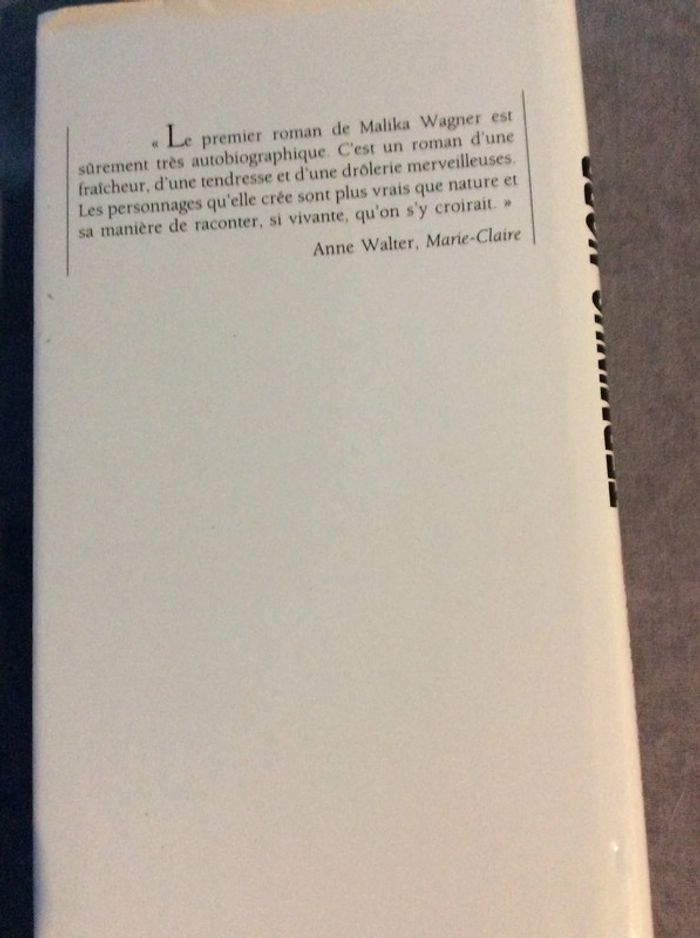 « Le premier roman de Malika Wagner est
sûrement très autobiographique. C'est un roman d'une
fraîcheur, d'une tendresse et d'une drôlerie merveilleuses.
Les personnages qu'elle crée sont plus vrais que nature et
sa manière de raconter, si vivante, qu'on s'y croirait. »
Anne Walter, Marie-Claire
TERMINUS NORD